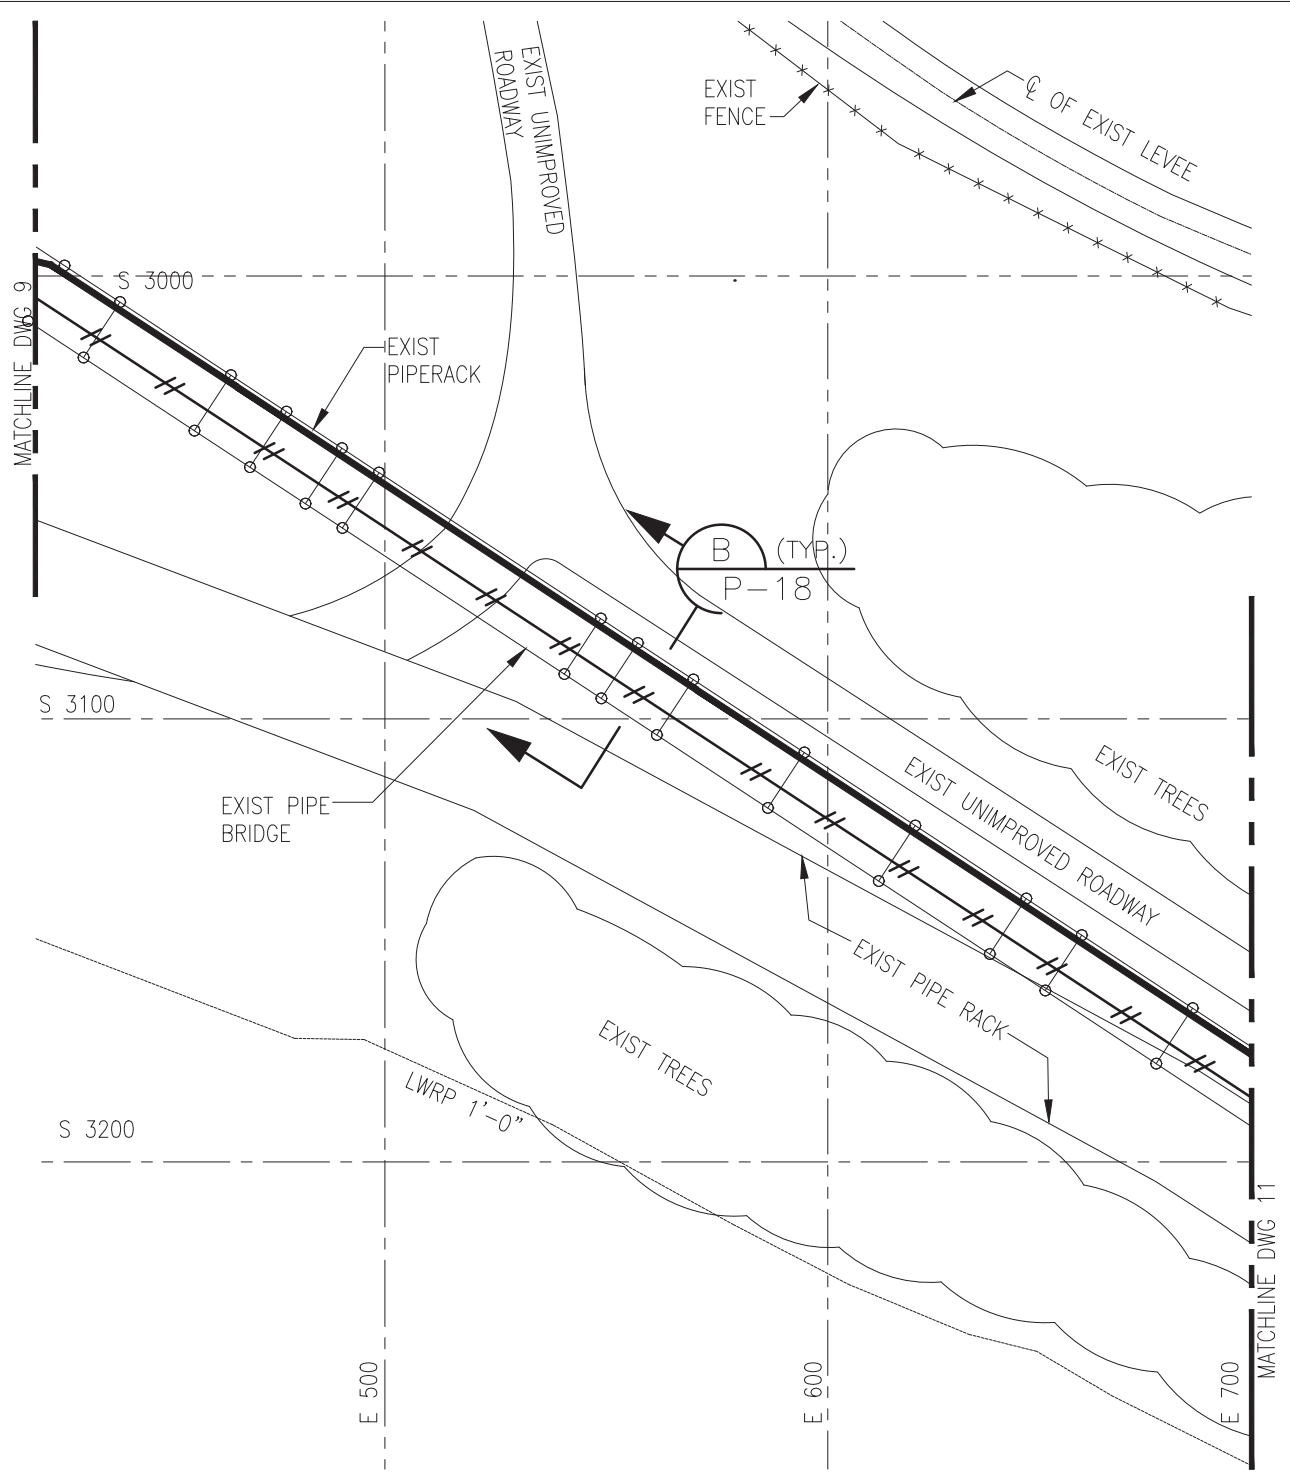 EXIST UNIMPROVED
ROADWAY
EXIST
FENCE
℄ OF EXIST LEVEE
S 3000
MATCHLINE DWG 9
EXIST
PIPERACK
B (TYP.)
P-18
S 3100
EXIST TREES
EXIST UNIMPROVED ROADWAY
EXIST PIPE
BRIDGE
EXIST PIPE RACK
EXIST TREES
LWRP 1'-0"
S 3200
MATCHLINE DWG 11
E 500
E 600
E 700